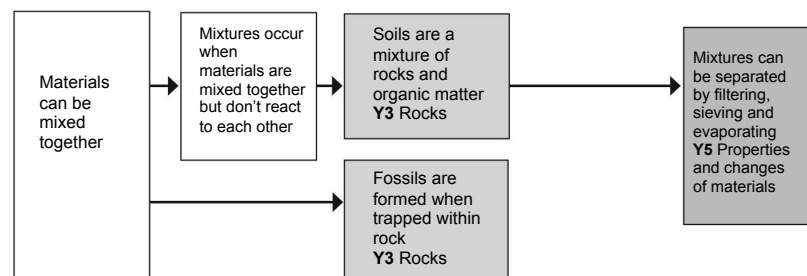 Materials
can be
mixed
together
Mixtures occur
when
materials are
mixed together
but don't react
to each other
Soils are a
mixture of
rocks and
organic matter
Y3 Rocks
Fossils are
formed when
trapped within
rock
Y3 Rocks
Mixtures can
be separated
by filtering,
sieving and
evaporating
Y5 Properties
and changes
of materials